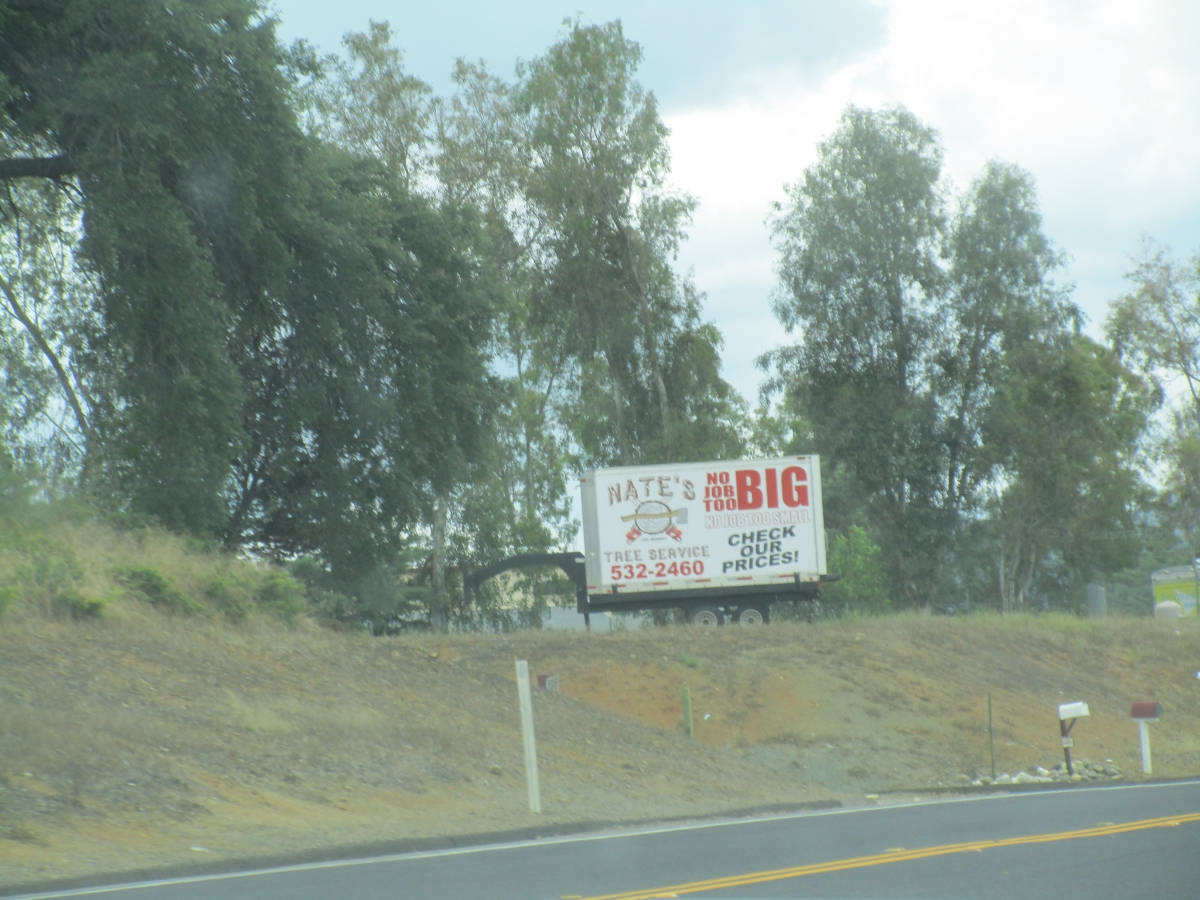 NATE'S
TREE SERVICE
532-2460
NO
JOB
TOO
BIG
NO JOB TOO SMALL
CHECK
OUR
PRICES!